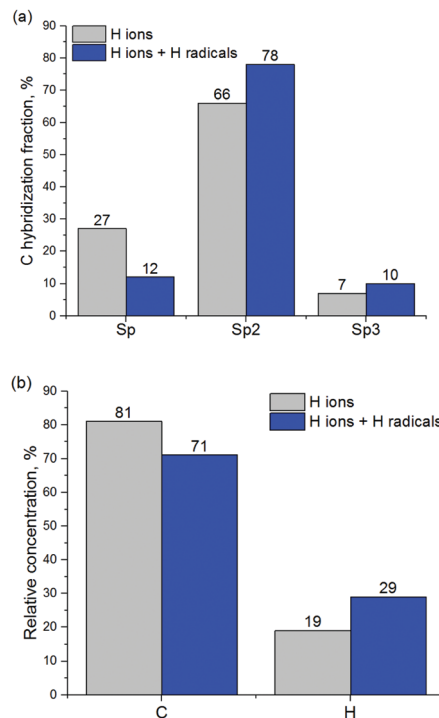 (a)
H ions
H ions + H radicals
C hybridization fraction, %
90
80
70
60
50
40
30
20
10
0
27
12
66
78
7
10
Sp
Sp2
Sp3
(b)
H ions
H ions + H radicals
Relative concentration, %
90
80
70
60
50
40
30
20
10
0
81
71
19
29
C
H